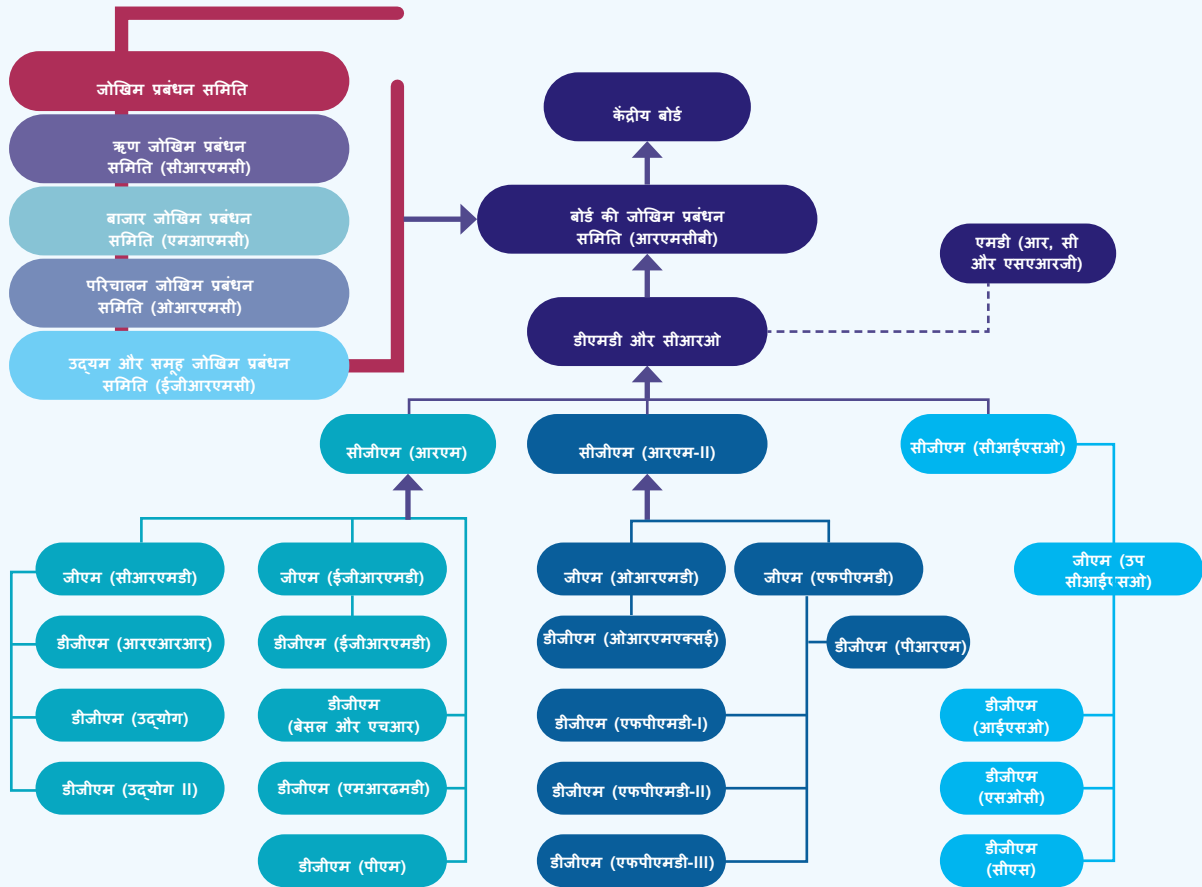 जोखिम प्रबंधन समिति
ऋण जोखिम प्रबंधन
समिति (सीआरएमसी)
बाजार जोखिम प्रबंधन
समिति (एमआएमसी)
परिचालन जोखिम प्रबंधन
समिति (ओआरएमसी)
उद्यम और समूह जोखिम प्रबंधन
समिति (ईजीआरएमसी)
केंद्रीय बोर्ड
बोर्ड की जोखिम प्रबंधन
समिति (आरएमसीबी)
एमडी (आर, सी
और एसएआरजी)
डीएमडी और सीआरओ
सीजीएम (आरएम)
सीजीएम (आरएम-II)
सीजीएम (सीआईएसओ)
जीएम (सीआरएमडी)
जीएम (ईजीआरएमडी)
जीएम (ओआरएमडी)
जीएम (एफपीएमडी)
जीएम (उप
सीआईएसओ)
डीजीएम (आरएआरआर)
डीजीएम (ईजीआरएमडी)
डीजीएम (ओआरएमएक्सई)
डीजीएम (पीआरएम)
डीजीएम (उद्योग)
डीजीएम
(बेसल और एचआर)
डीजीएम (एफपीएमडी-I)
डीजीएम
(आईएसओ)
डीजीएम (उद्योग II)
डीजीएम (एमआरढमडी)
डीजीएम (एफपीएमडी-II)
डीजीएम
(एसओसी)
डीजीएम (पीएम)
डीजीएम (एफपीएमडी-III)
डीजीएम
(सीएस)